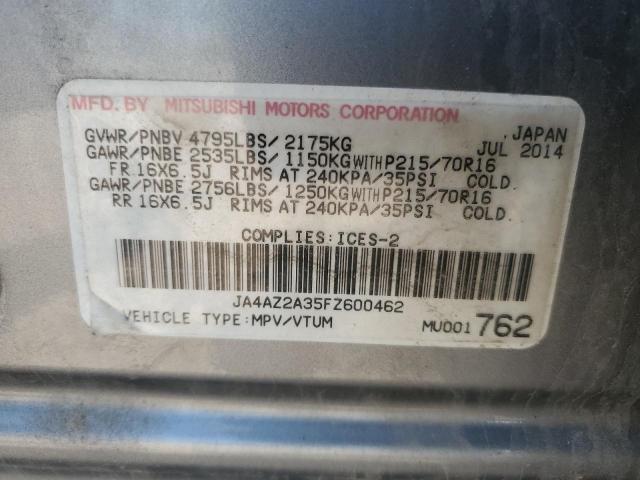 MFD. BY MITSUBISHI MOTORS CORPORATION
GVWR/PNBV 4795LBS/2175KG JAPAN
GAWR/PNBE 2535LBS/1150KG WITH P215/70R16 JUL 2014
FR 16X6.5J RIMS AT 240KPA/35PSI COLD.
GAWR/PNBE 2756LBS/1250KG WITH P215/70R16
RR 16X6.5J RIMS AT 240KPA/35PSI COLD.
COMPLIES:ICES-2
JA4AZ2A35FZ600462
VEHICLE TYPE:MPV/VTUM MU001 762